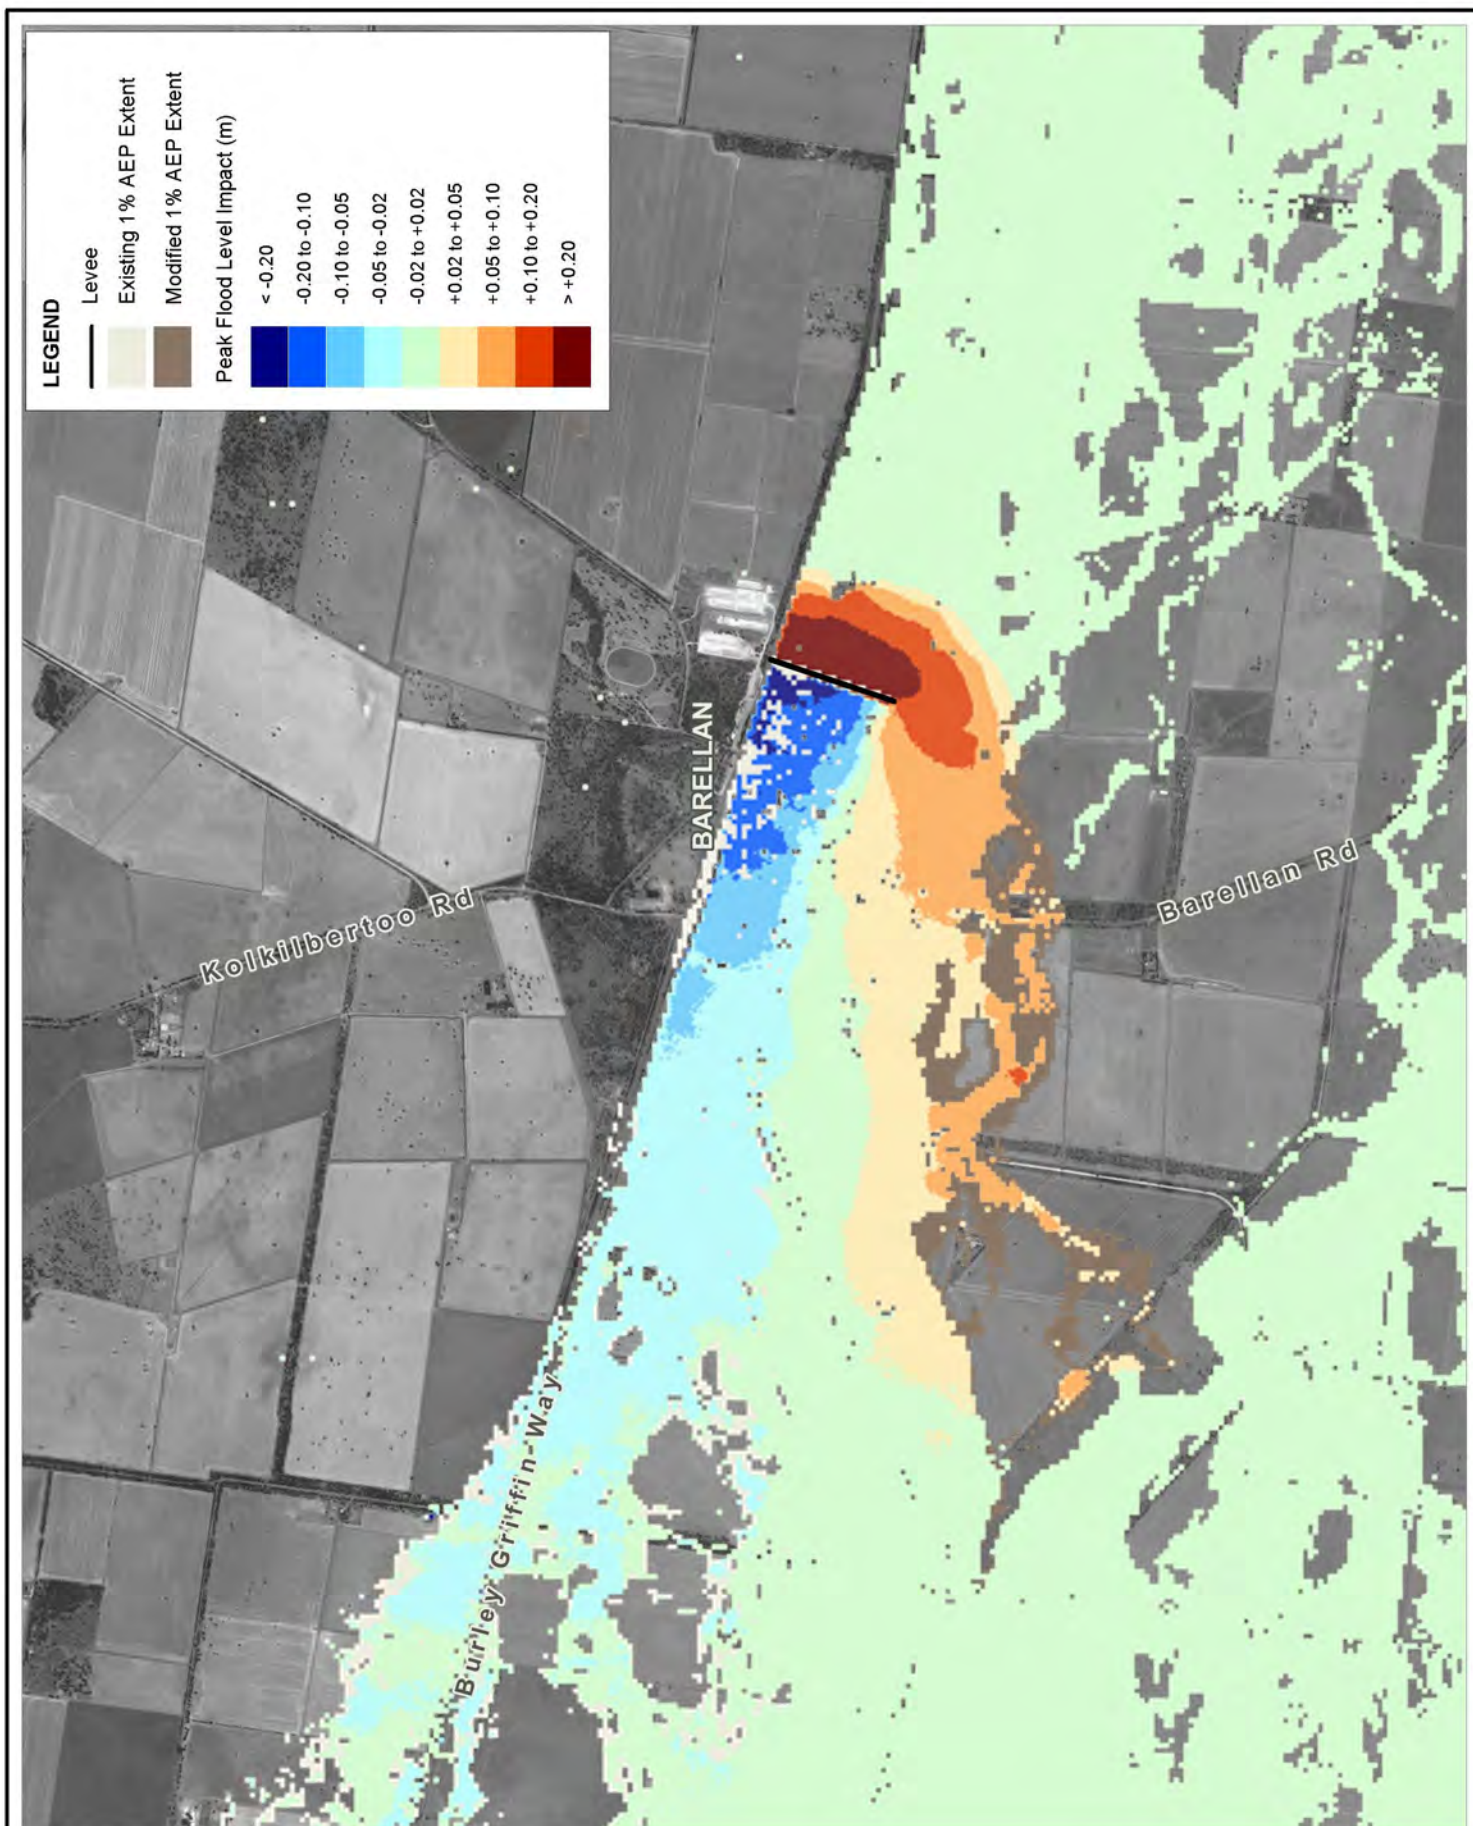 LEGEND
Levee
Existing 1% AEP Extent
Modified 1% AEP Extent
Peak Flood Level Impact (m)
< -0.20
-0.20 to -0.10
-0.10 to -0.05
-0.05 to -0.02
-0.02 to +0.02
+0.02 to +0.05
+0.05 to +0.10
+0.10 to +0.20
> +0.20
BARELLAN
Kolkilbertoo Rd
Barellan Rd
Burley Griffin Way